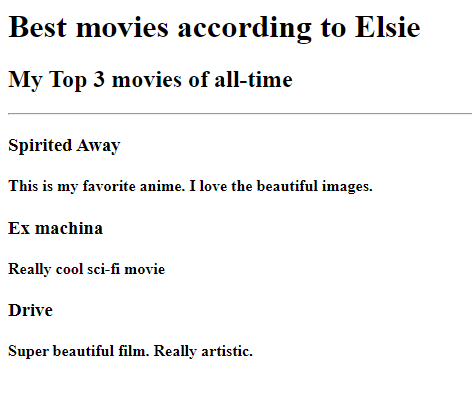 Best movies according to Elsie
My Top 3 movies of all-time
Spirited Away
This is my favorite anime. I love the beautiful images.
Ex machina
Really cool sci-fi movie
Drive
Super beautiful film. Really artistic.